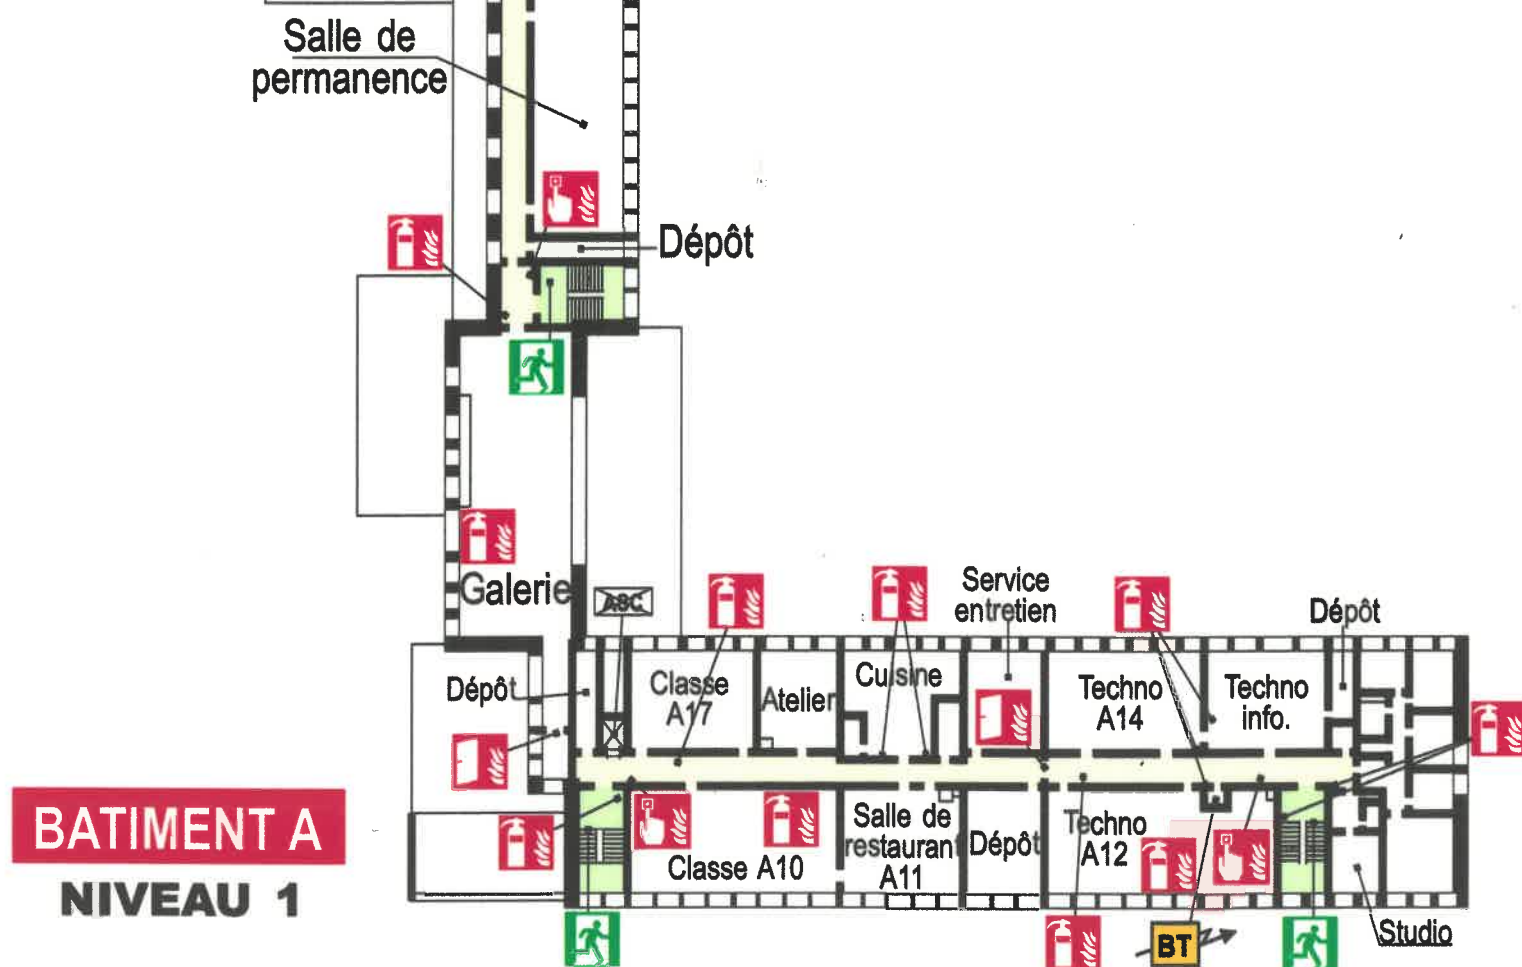 Salle de
permanence
Dépôt
Galerie
ASC
Service
entretien
Dépôt
Dépôt
Classe
A17
Atelier
Cuisine
Techno
A14
Techno
info.
BATIMENT A
NIVEAU 1
Classe A10
Salle de
restaurant
A11
Dépôt
Techno
A12
BT
Studio